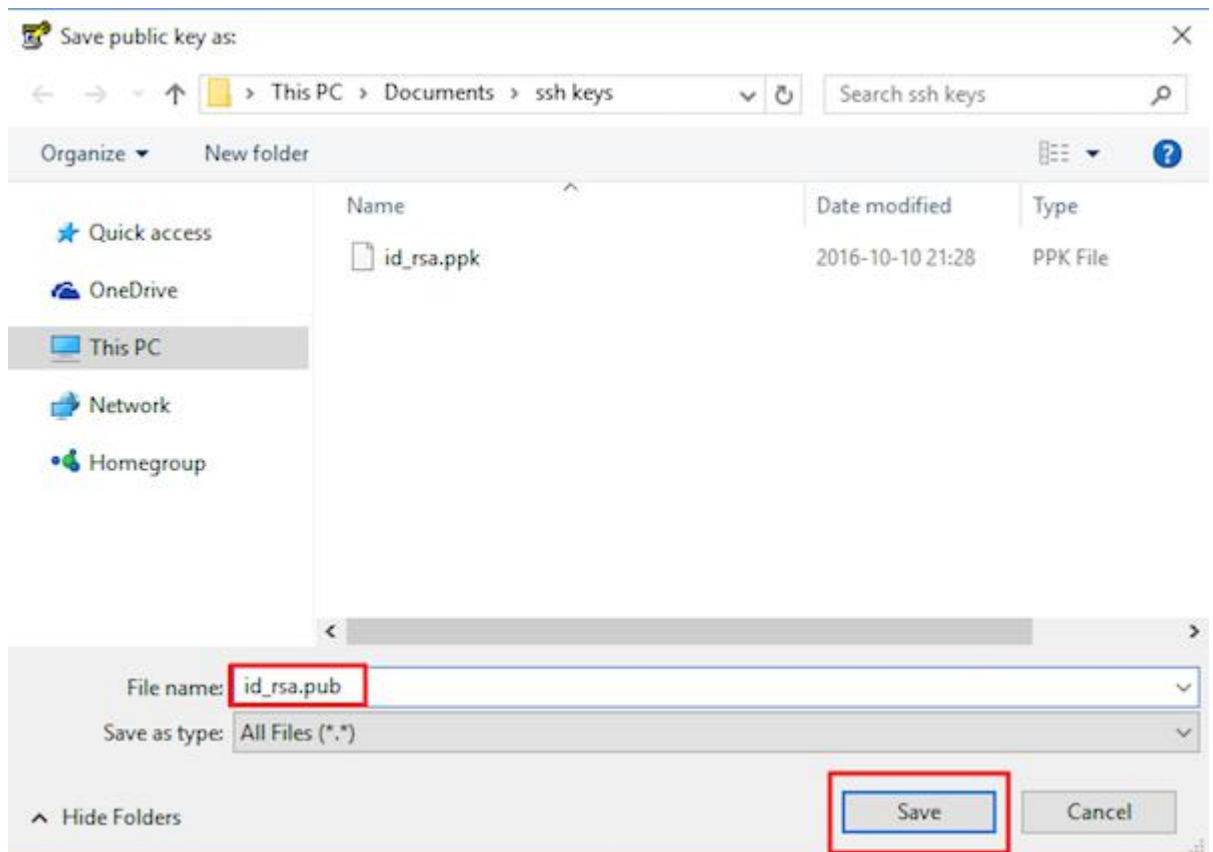 Save public key as:
This PC > Documents > ssh keys
Search ssh keys
Organize
New folder
?
Name
Date modified
Type
Quick access
id_rsa.ppk
2016-10-10 21:28
PPK File
OneDrive
This PC
Network
Homegroup
File name: id_rsa.pub
Save as type: All Files (*.*)
Hide Folders
Save
Cancel